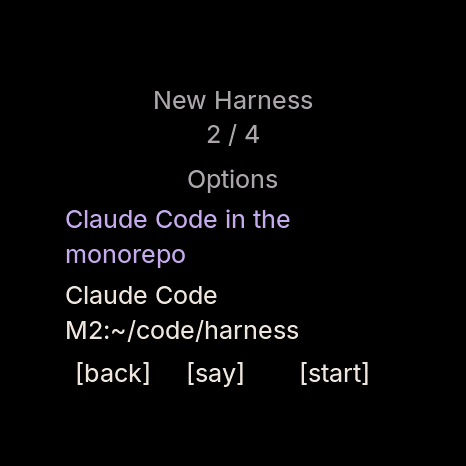 New Harness
2 / 4
Options
Claude Code in the
monorepo
Claude Code
M2:~/code/harness
[back] [say] [start]